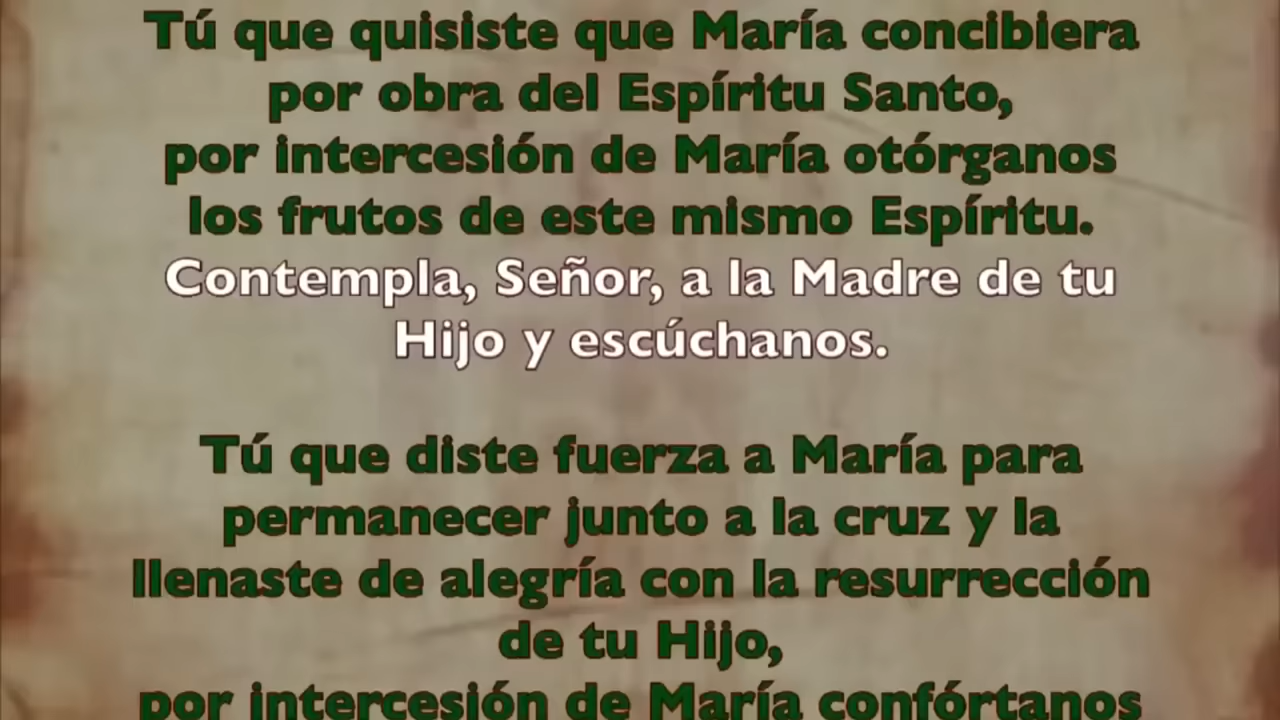 Tú que quisiste que María concibiera
por obra del Espíritu Santo,
por intercesión de María otórganos
los frutos de este mismo Espíritu.
Contempla, Señor, a la Madre de tu
Hijo y escúchanos.
Tú que diste fuerza a María para
permanecer junto a la cruz y la
llenaste de alegría con la resurrección
de tu Hijo,
por intercesión de María confórtanos